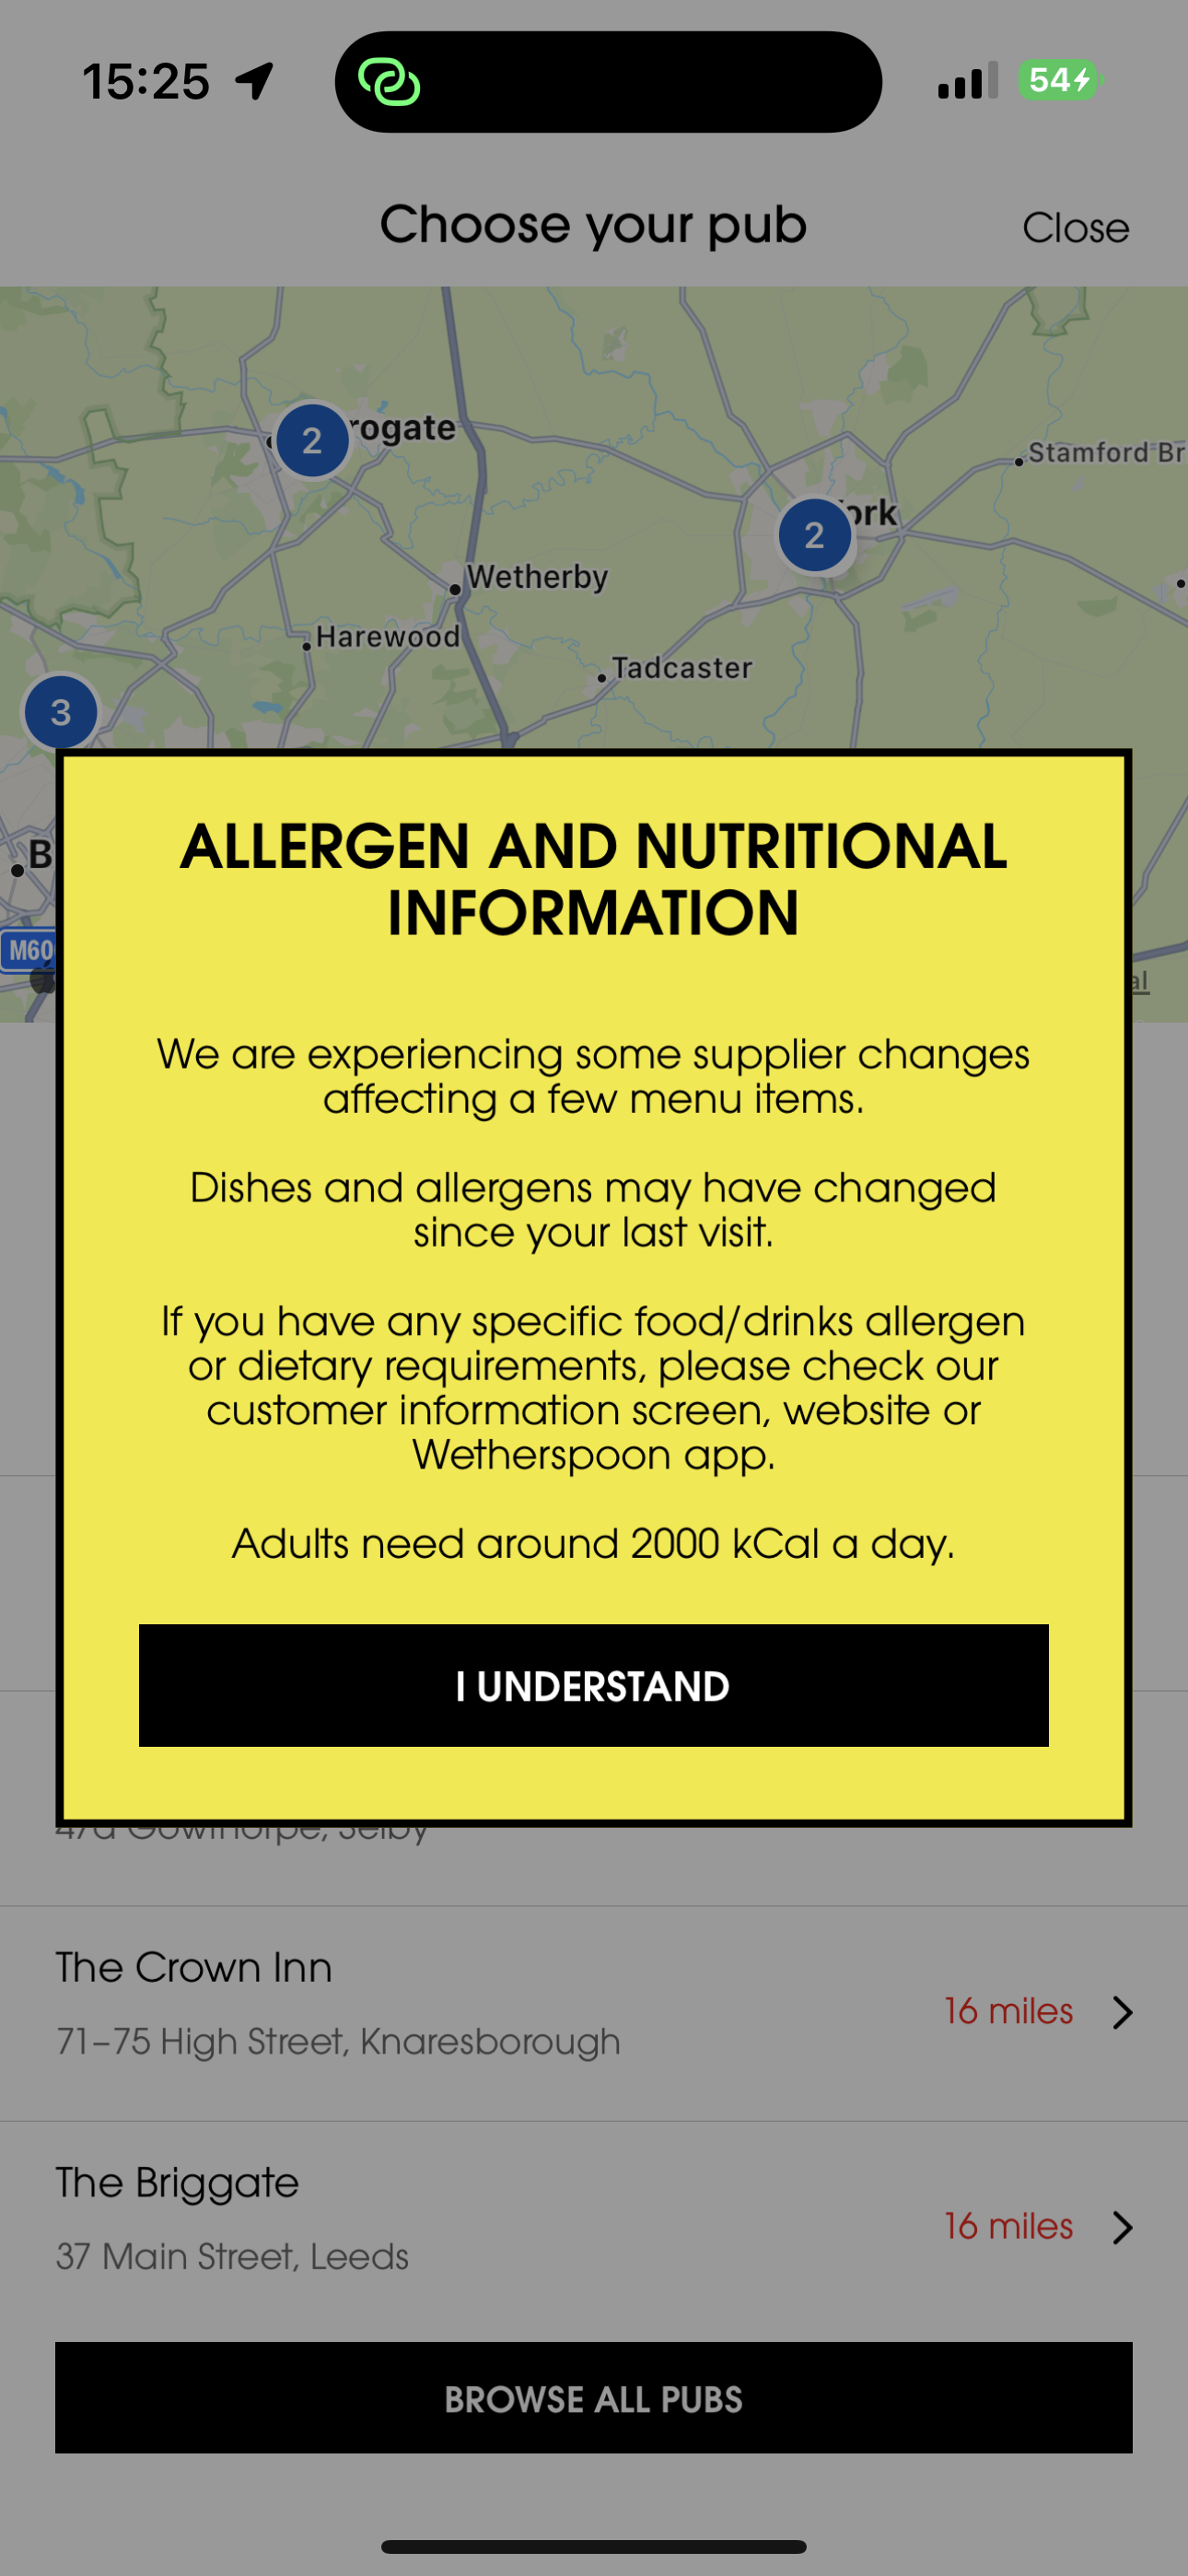 15:25
54
Choose your pub
Close
rogate
2
Stamford Br
2
ork
Wetherby
Harewood
Tadcaster
3
B
M60
al
ALLERGEN AND NUTRITIONAL
INFORMATION
We are experiencing some supplier changes
affecting a few menu items.
Dishes and allergens may have changed
since your last visit.
If you have any specific food/drinks allergen
or dietary requirements, please check our
customer information screen, website or
Wetherspoon app.
Adults need around 2000 kCal a day.
I UNDERSTAND
47a Gowthorpe, Selby
The Crown Inn
71–75 High Street, Knaresborough
16 miles
The Briggate
37 Main Street, Leeds
16 miles
BROWSE ALL PUBS